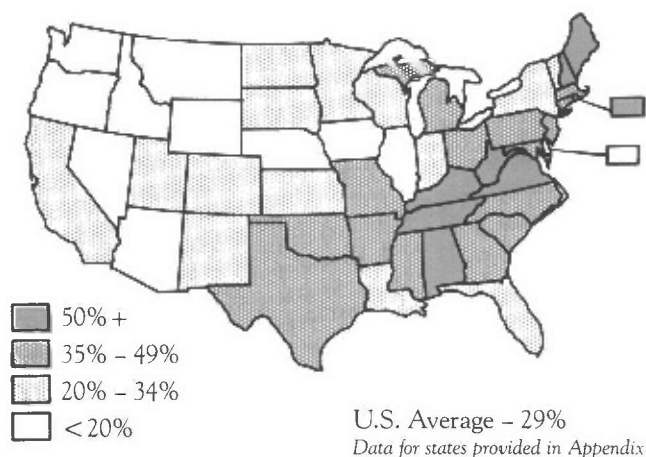 50% +
35% – 49%
20% – 34%
< 20%
U.S. Average – 29%
Data for states provided in Appendix